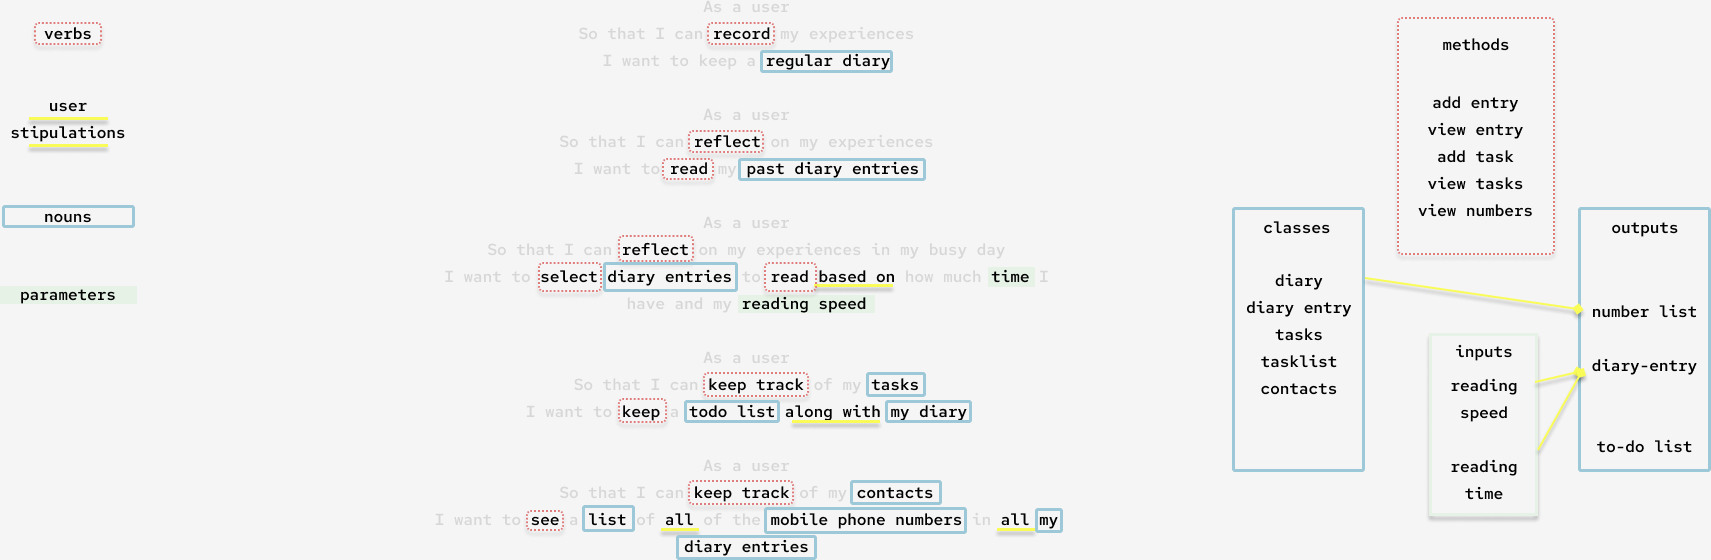 verbs
user
stipulations
nouns
parameters
As a user
So that I can record my experiences
I want to keep a regular diary
As a user
So that I can reflect on my experiences
I want to read my past diary entries
As a user
So that I can reflect on my experiences in my busy day
I want to select diary entries to read based on how much time I
have and my reading speed
As a user
So that I can keep track of my tasks
I want to keep a todo list along with my diary
As a user
So that I can keep track of my contacts
I want to see a list of all of the mobile phone numbers in all my
diary entries
methods
add entry
view entry
add task
view tasks
view numbers
classes
diary
diary entry
tasks
tasklist
contacts
inputs
reading
speed
reading
time
outputs
number list
diary-entry
to-do list